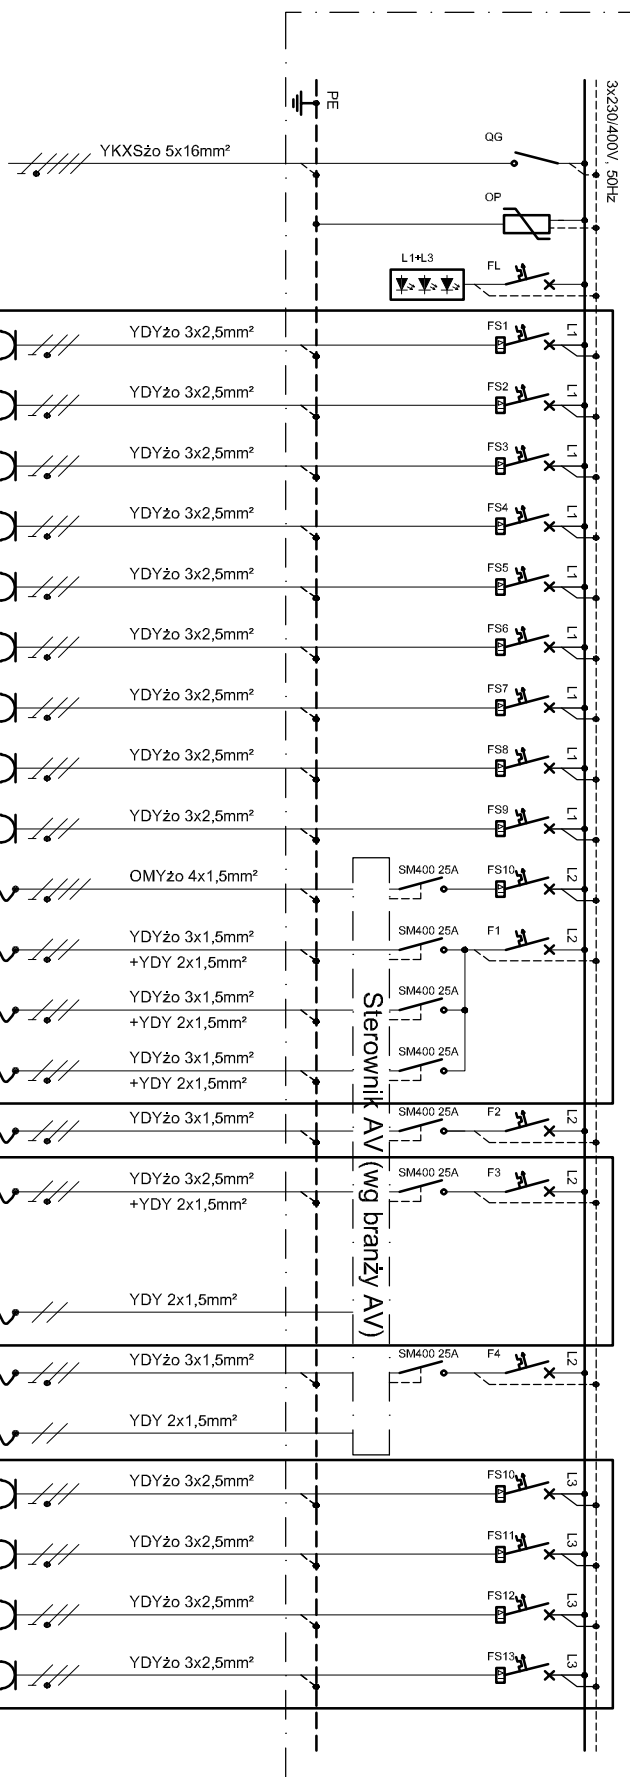 PE
3x230/400V, 50Hz
YKXSżo 5x16mm² QG
OP
L1÷L3 FL
YDYżo 3x2,5mm² FS1 L1
YDYżo 3x2,5mm² FS2 L1
YDYżo 3x2,5mm² FS3 L1
YDYżo 3x2,5mm² FS4 L1
YDYżo 3x2,5mm² FS5 L1
YDYżo 3x2,5mm² FS6 L1
YDYżo 3x2,5mm² FS7 L1
YDYżo 3x2,5mm² FS8 L1
YDYżo 3x2,5mm² FS9 L1
OMYżo 4x1,5mm² SM400 25A FS10 L2
YDYżo 3x1,5mm² SM400 25A F1 L2
+YDY 2x1,5mm²
YDYżo 3x1,5mm² SM400 25A
+YDY 2x1,5mm²
YDYżo 3x1,5mm² SM400 25A
+YDY 2x1,5mm²
Sterownik AV (wg branży AV)
YDYżo 3x1,5mm² SM400 25A F2 L2
YDYżo 3x2,5mm² SM400 25A F3 L2
+YDY 2x1,5mm²
YDY 2x1,5mm²
YDYżo 3x1,5mm² SM400 25A F4 L2
YDY 2x1,5mm²
YDYżo 3x2,5mm² FS10 L3
YDYżo 3x2,5mm² FS11 L3
YDYżo 3x2,5mm² FS12 L3
YDYżo 3x2,5mm² FS13 L3